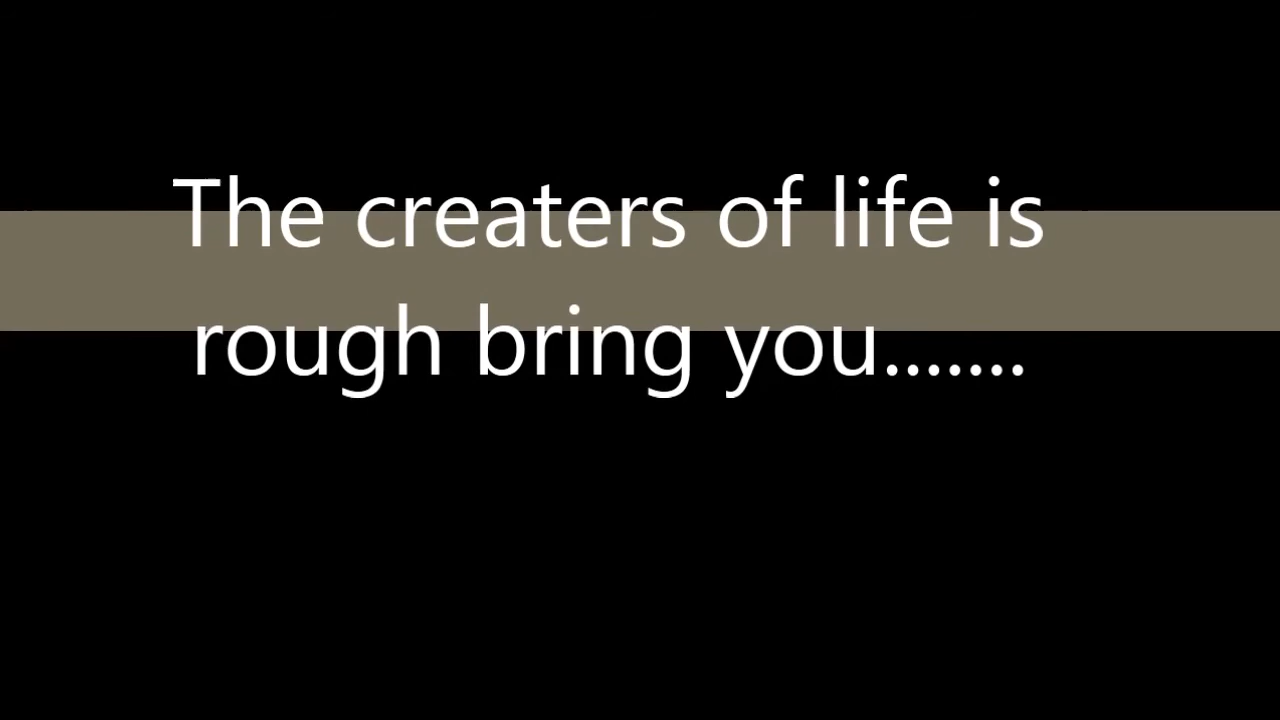 The creaters of life is
rough bring you.......